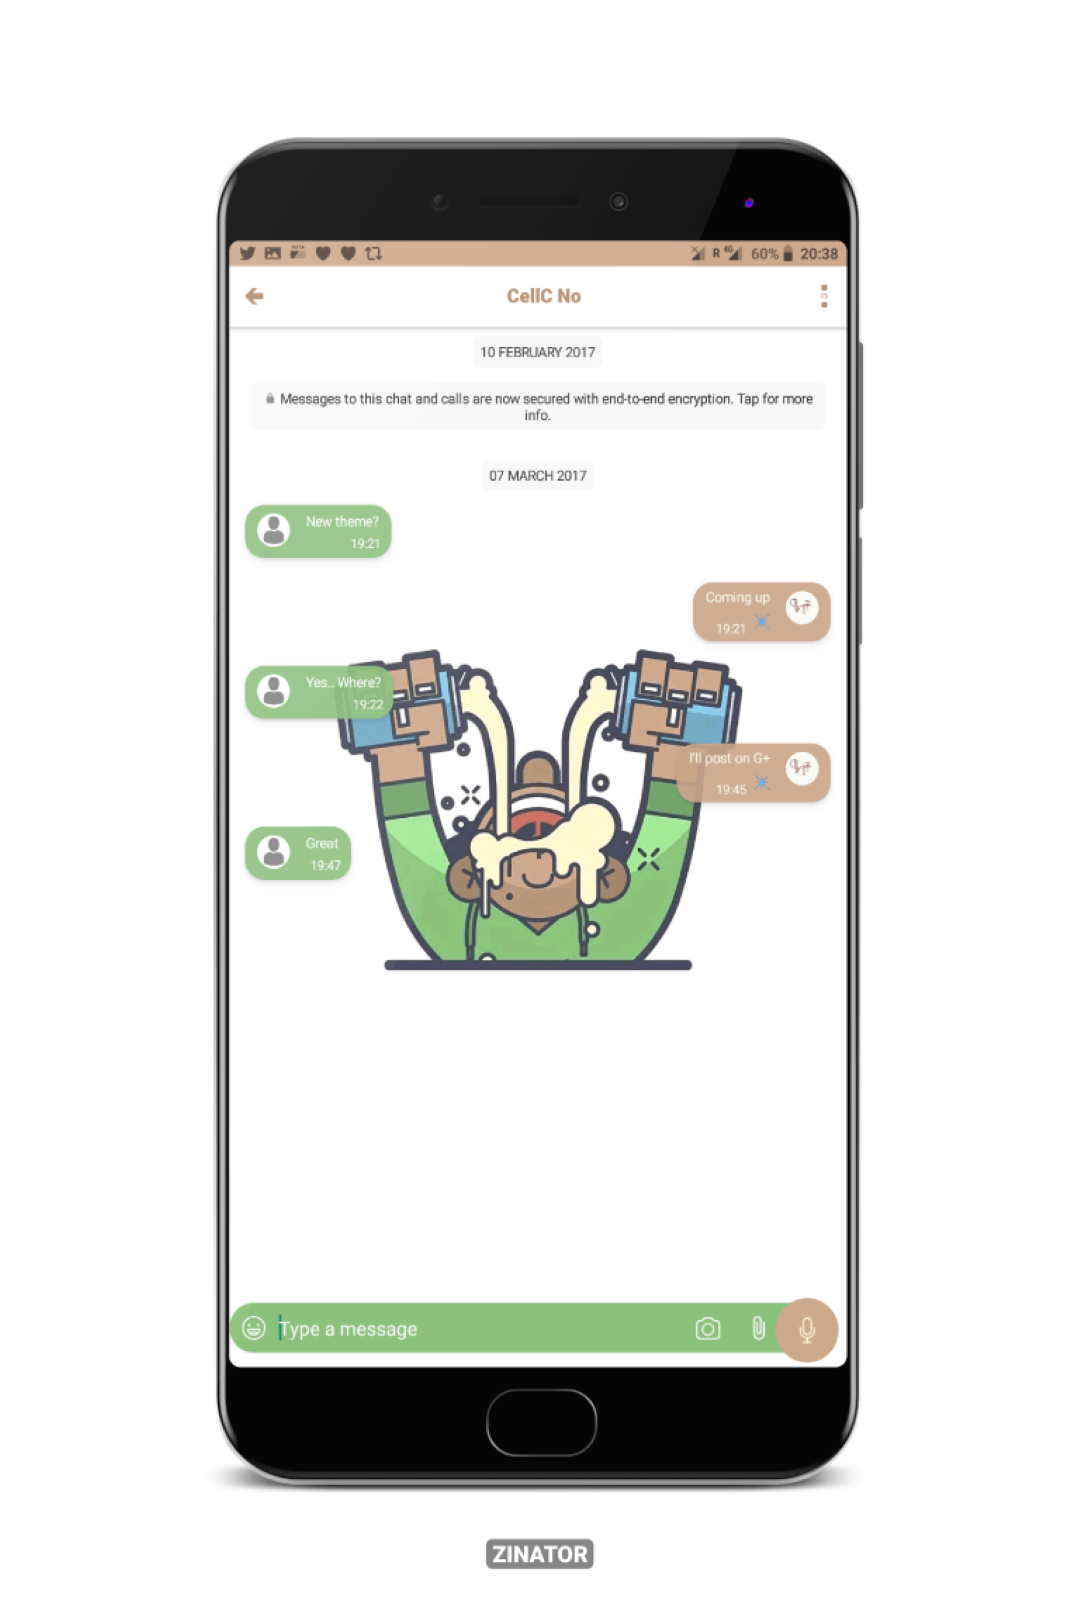 R 4G 60% 20:38
CellC No
10 FEBRUARY 2017
Messages to this chat and calls are now secured with end-to-end encryption. Tap for more
info.
07 MARCH 2017
New theme?
19:21
Coming up
19:21
Yes.. Where?
19:22
I'll post on G+
19:45
Great
19:47
Type a message
ZINATOR